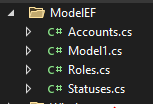 ModelEF
C# Accounts.cs
C# Model1.cs
C# Roles.cs
C# Statuses.cs